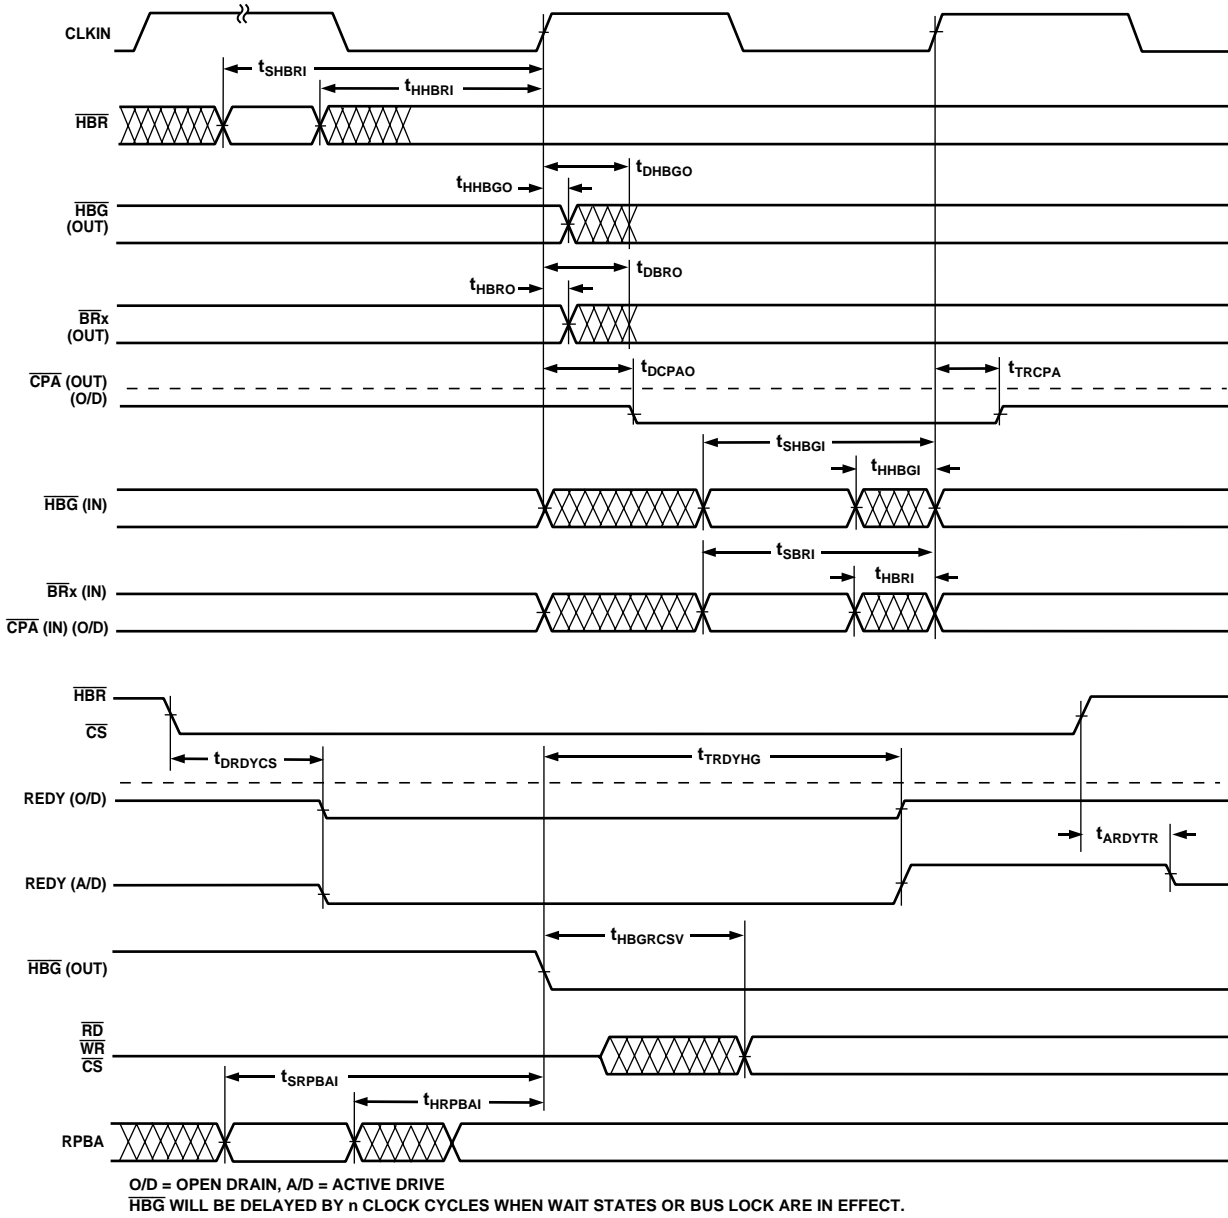 CLKIN
tSHBRI
tHHBRI
HBR
tDHBGO
tHHBGO
HBG
(OUT)
tDBRO
tHBRO
BRx
(OUT)
tDCPAO
tTRCPA
CPA (OUT)
(O/D)
tSHBGI
tHHBGI
HBG (IN)
tSBRI
tHBRI
BRx (IN)
CPA (IN) (O/D)
HBR
CS
tDRDYCS
tTRDYHG
REDY (O/D)
tARDYTR
REDY (A/D)
tHBGRCSV
HBG (OUT)
RD
WR
CS
tSRPBAI
tHRPBAI
RPBA
O/D = OPEN DRAIN, A/D = ACTIVE DRIVE
HBG WILL BE DELAYED BY n CLOCK CYCLES WHEN WAIT STATES OR BUS LOCK ARE IN EFFECT.